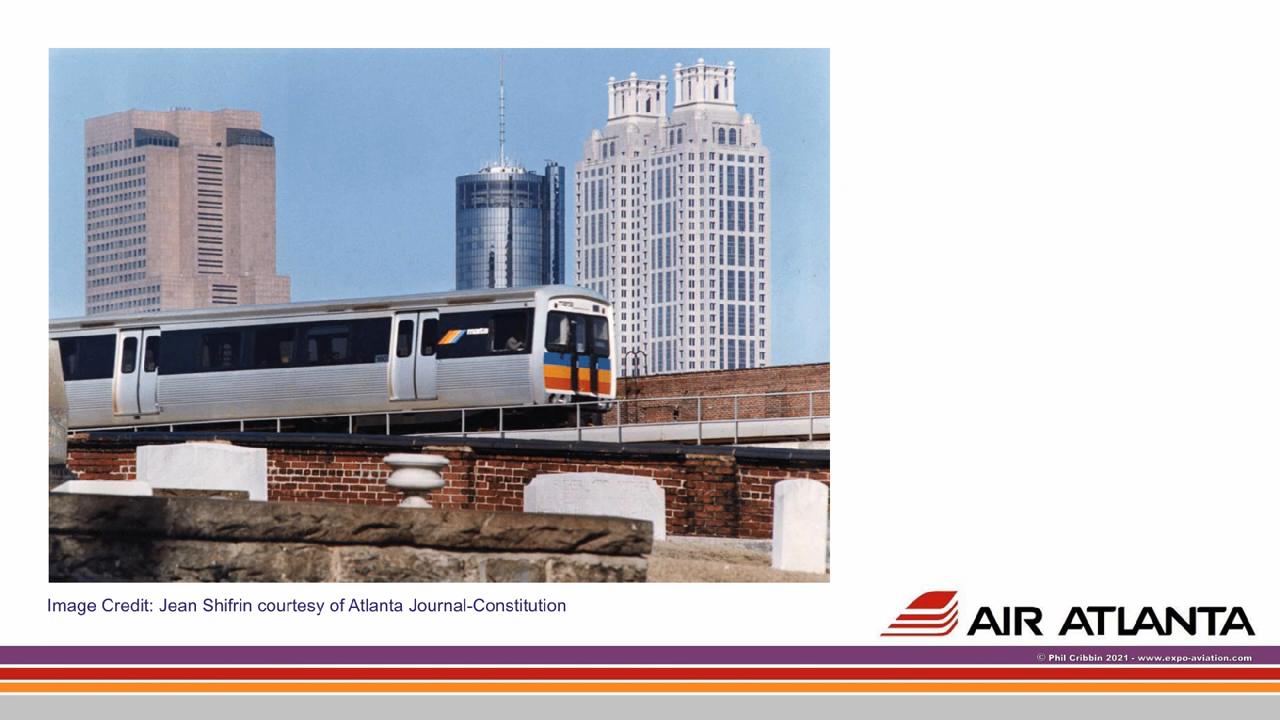 marta
Image Credit: Jean Shifrin courtesy of Atlanta Journal-Constitution
AIR ATLANTA
© Phil Cribbin 2021 - www.expo-aviation.com